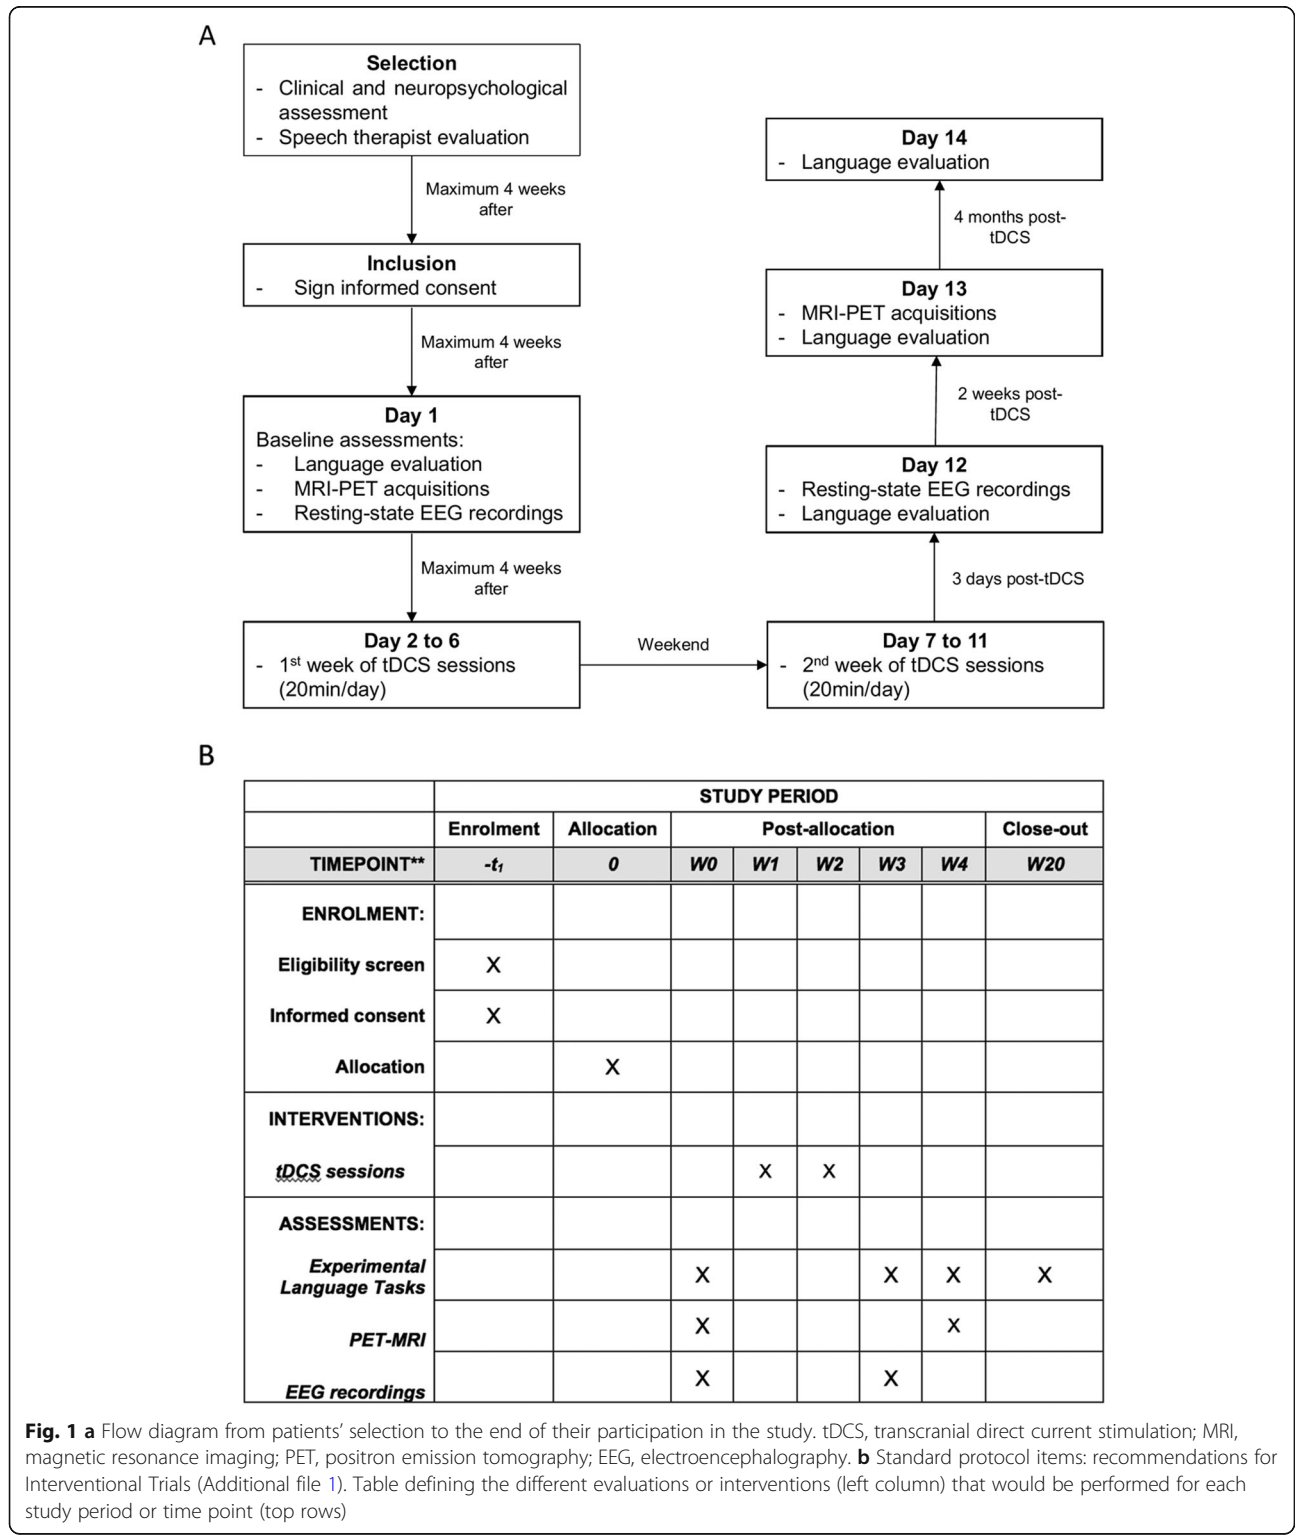 A
Selection
- Clinical and neuropsychological
assessment
- Speech therapist evaluation
Maximum 4 weeks
after
Inclusion
- Sign informed consent
Maximum 4 weeks
after
Day 1
Baseline assessments:
- Language evaluation
- MRI-PET acquisitions
- Resting-state EEG recordings
Maximum 4 weeks
after
Day 2 to 6
- 1st week of tDCS sessions
(20min/day)
Weekend
Day 7 to 11
- 2nd week of tDCS sessions
(20min/day)
3 days post-tDCS
Day 12
- Resting-state EEG recordings
- Language evaluation
2 weeks post-
tDCS
Day 13
- MRI-PET acquisitions
- Language evaluation
4 months post-
tDCS
Day 14
- Language evaluation
B
STUDY PERIOD
Enrolment Allocation Post-allocation Close-out
TIMEPOINT** -t1 0 W0 W1 W2 W3 W4 W20
ENROLMENT:
Eligibility screen X
Informed consent X
Allocation X
INTERVENTIONS:
tDCS sessions X X
ASSESSMENTS:
Experimental
Language Tasks X X X X
PET-MRI X X
EEG recordings X X
Fig. 1 a Flow diagram from patients' selection to the end of their participation in the study. tDCS, transcranial direct current stimulation; MRI,
magnetic resonance imaging; PET, positron emission tomography; EEG, electroencephalography. b Standard protocol items: recommendations for
Interventional Trials (Additional file 1). Table defining the different evaluations or interventions (left column) that would be performed for each
study period or time point (top rows)